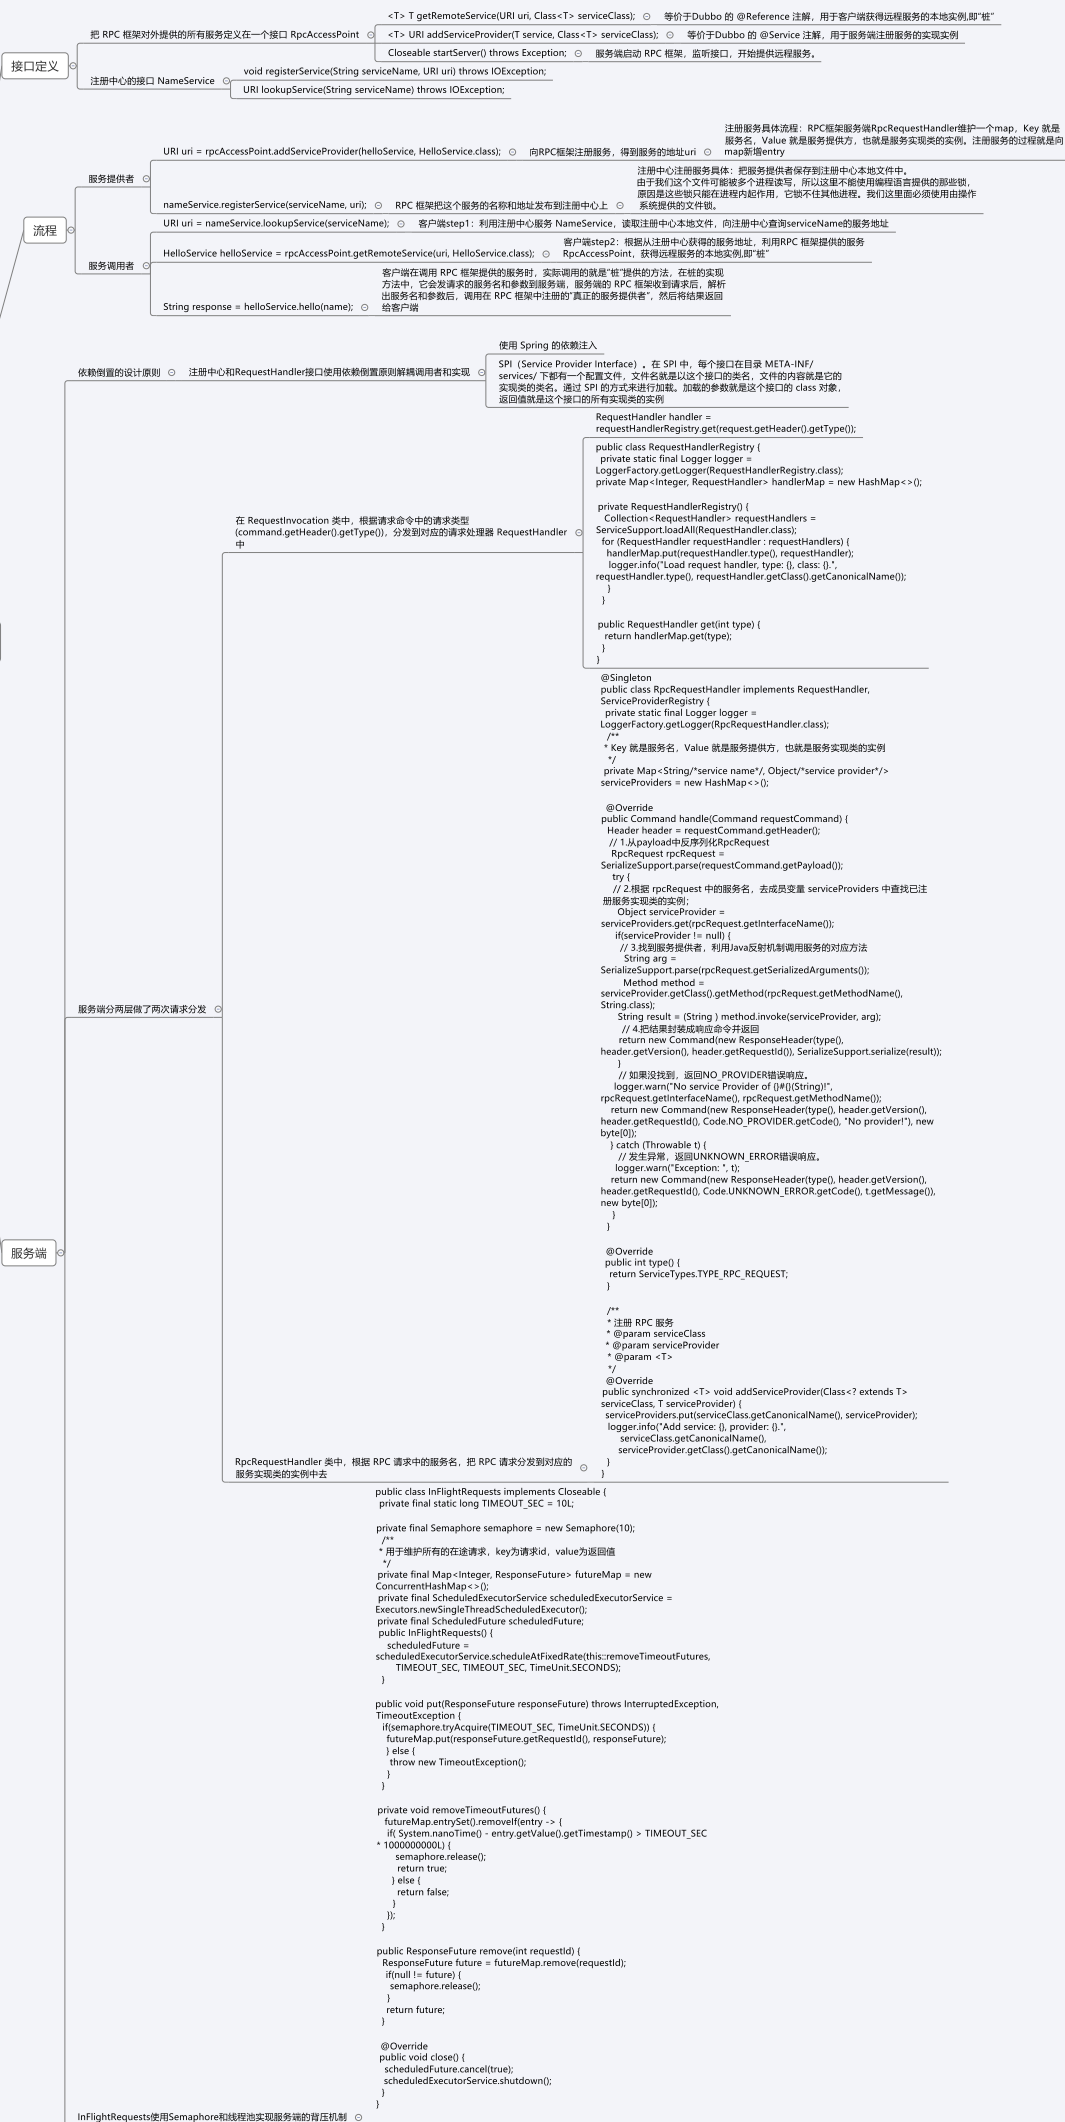 接口定义
把 RPC 框架对外提供的所有服务定义在一个接口 RpcAccessPoint
<T> T getRemoteService(URI uri, Class<T> serviceClass);
等价于Dubbo 的 @Reference 注解，用于客户端获得远程服务的本地实例,即"桩"
<T> URI addServiceProvider(T service, Class<T> serviceClass);
等价于Dubbo 的 @Service 注解，用于服务端注册服务的实现实例
Closeable startServer() throws Exception;
服务端启动 RPC 框架，监听接口，开始提供远程服务。
注册中心的接口 NameService
void registerService(String serviceName, URI uri) throws IOException;
URI lookupService(String serviceName) throws IOException;
流程
服务提供者
URI uri = rpcAccessPoint.addServiceProvider(helloService, HelloService.class);
向RPC框架注册服务，得到服务的地址uri
注册服务具体流程：RPC框架服务端RpcRequestHandler维护一个map，Key 就是
服务名，Value 就是服务提供方，也就是服务实现类的实例。注册服务的过程就是向
map新增entry
nameService.registerService(serviceName, uri);
RPC 框架把这个服务的名称和地址发布到注册中心上
注册中心注册服务具体：把服务提供者保存到注册中心本地文件中。
由于我们这个文件可能被多个进程读写，所以这里不能使用编程语言提供的那些锁，
原因是这些锁只能在进程内起作用，它锁不住其他进程。我们这里面必须使用由操作
系统提供的文件锁。
服务调用者
URI uri = nameService.lookupService(serviceName);
客户端step1：利用注册中心服务 NameService，读取注册中心本地文件，向注册中心查询serviceName的服务地址
HelloService helloService = rpcAccessPoint.getRemoteService(uri, HelloService.class);
客户端step2：根据从注册中心获得的服务地址，利用RPC 框架提供的服务
RpcAccessPoint，获得远程服务的本地实例,即"桩"
String response = helloService.hello(name);
客户端在调用 RPC 框架提供的服务时，实际调用的就是"桩"提供的方法，在桩的实现
方法中，它会发请求的服务名和参数到服务端，服务端的 RPC 框架收到请求后，解析
出服务名和参数后，调用在 RPC 框架中注册的"真正的服务提供者"，然后将结果返回
给客户端
服务端
依赖倒置的设计原则
注册中心和RequestHandler接口使用依赖倒置原则解耦调用者和实现
使用 Spring 的依赖注入
SPI（Service Provider Interface）。在 SPI 中，每个接口在目录 META-INF/
services/ 下都有一个配置文件，文件名就是以这个接口的类名，文件的内容就是它的
实现类的类名。通过 SPI 的方式来进行加载。加载的参数就是这个接口的 class 对象，
返回值就是这个接口的所有实现类的实例
服务端分两层做了两次请求分发
在 RequestInvocation 类中，根据请求命令中的请求类型
(command.getHeader().getType())，分发到对应的请求处理器 RequestHandler
中
RequestHandler handler =
requestHandlerRegistry.get(request.getHeader().getType());
public class RequestHandlerRegistry {
private static final Logger logger =
LoggerFactory.getLogger(RequestHandlerRegistry.class);
private Map<Integer, RequestHandler> handlerMap = new HashMap<>();
private RequestHandlerRegistry() {
Collection<RequestHandler> requestHandlers =
ServiceSupport.loadAll(RequestHandler.class);
for (RequestHandler requestHandler : requestHandlers) {
handlerMap.put(requestHandler.type(), requestHandler);
logger.info("Load request handler, type: {}, class: {}.",
requestHandler.type(), requestHandler.getClass().getCanonicalName());
}
}
public RequestHandler get(int type) {
return handlerMap.get(type);
}
}
RpcRequestHandler 类中，根据 RPC 请求中的服务名，把 RPC 请求分发到对应的
服务实现类的实例中去
@Singleton
public class RpcRequestHandler implements RequestHandler,
ServiceProviderRegistry {
private static final Logger logger =
LoggerFactory.getLogger(RpcRequestHandler.class);
/**
* Key 就是服务名，Value 就是服务提供方，也就是服务实现类的实例
*/
private Map<String/*service name*/, Object/*service provider*/>
serviceProviders = new HashMap<>();
@Override
public Command handle(Command requestCommand) {
Header header = requestCommand.getHeader();
// 1.从payload中反序列化RpcRequest
RpcRequest rpcRequest =
SerializeSupport.parse(requestCommand.getPayload());
try {
// 2.根据 rpcRequest 中的服务名，去成员变量 serviceProviders 中查找已注
册服务实现类的实例；
Object serviceProvider =
serviceProviders.get(rpcRequest.getInterfaceName());
if(serviceProvider != null) {
// 3.找到服务提供者，利用Java反射机制调用服务的对应方法
String arg =
SerializeSupport.parse(rpcRequest.getSerializedArguments());
Method method =
serviceProvider.getClass().getMethod(rpcRequest.getMethodName(),
String.class);
String result = (String ) method.invoke(serviceProvider, arg);
// 4.把结果封装成响应命令并返回
return new Command(new ResponseHeader(type(),
header.getVersion(), header.getRequestId()), SerializeSupport.serialize(result));
}
// 如果没找到，返回NO_PROVIDER错误响应。
logger.warn("No service Provider of {}#{}(String)!",
rpcRequest.getInterfaceName(), rpcRequest.getMethodName());
return new Command(new ResponseHeader(type(), header.getVersion(),
header.getRequestId(), Code.NO_PROVIDER.getCode(), "No provider!"), new
byte[0]);
} catch (Throwable t) {
// 发生异常，返回UNKNOWN_ERROR错误响应。
logger.warn("Exception: ", t);
return new Command(new ResponseHeader(type(), header.getVersion(),
header.getRequestId(), Code.UNKNOWN_ERROR.getCode(), t.getMessage()),
new byte[0]);
}
}
@Override
public int type() {
return ServiceTypes.TYPE_RPC_REQUEST;
}
/**
* 注册 RPC 服务
* @param serviceClass
* @param serviceProvider
* @param <T>
*/
@Override
public synchronized <T> void addServiceProvider(Class<? extends T>
serviceClass, T serviceProvider) {
serviceProviders.put(serviceClass.getCanonicalName(), serviceProvider);
logger.info("Add service: {}, provider: {}.",
serviceClass.getCanonicalName(),
serviceProvider.getClass().getCanonicalName());
}
}
InFlightRequests使用Semaphore和线程池实现服务端的背压机制
public class InFlightRequests implements Closeable {
private final static long TIMEOUT_SEC = 10L;
private final Semaphore semaphore = new Semaphore(10);
/**
* 用于维护所有的在途请求，key为请求id，value为返回值
*/
private final Map<Integer, ResponseFuture> futureMap = new
ConcurrentHashMap<>();
private final ScheduledExecutorService scheduledExecutorService =
Executors.newSingleThreadScheduledExecutor();
private final ScheduledFuture scheduledFuture;
public InFlightRequests() {
scheduledFuture =
scheduledExecutorService.scheduleAtFixedRate(this::removeTimeoutFutures,
TIMEOUT_SEC, TIMEOUT_SEC, TimeUnit.SECONDS);
}
public void put(ResponseFuture responseFuture) throws InterruptedException,
TimeoutException {
if(semaphore.tryAcquire(TIMEOUT_SEC, TimeUnit.SECONDS)) {
futureMap.put(responseFuture.getRequestId(), responseFuture);
} else {
throw new TimeoutException();
}
}
private void removeTimeoutFutures() {
futureMap.entrySet().removeIf(entry -> {
if( System.nanoTime() - entry.getValue().getTimestamp() > TIMEOUT_SEC
* 1000000000L) {
semaphore.release();
return true;
} else {
return false;
}
});
}
public ResponseFuture remove(int requestId) {
ResponseFuture future = futureMap.remove(requestId);
if(null != future) {
semaphore.release();
}
return future;
}
@Override
public void close() {
scheduledFuture.cancel(true);
scheduledExecutorService.shutdown();
}
}